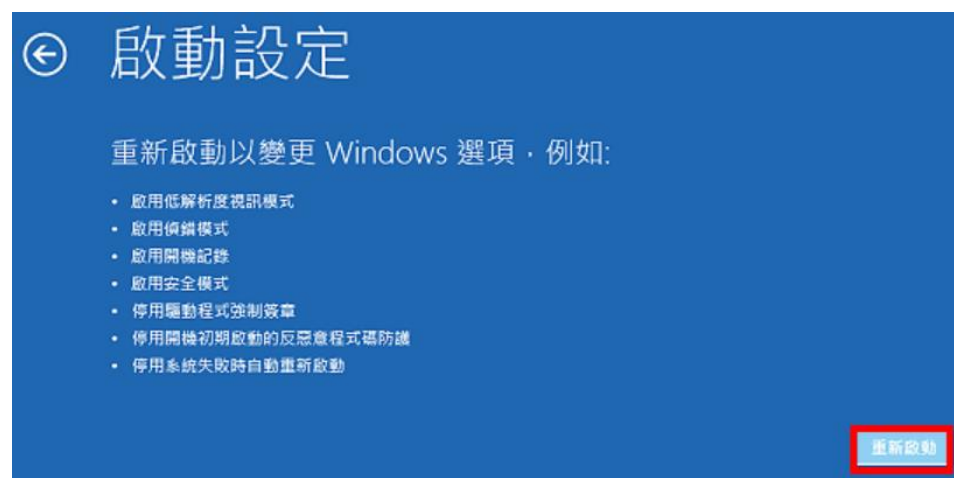 啟動設定
重新啟動以變更 Windows 選項，例如:
• 啟用低解析度視訊模式
• 啟用偵錯模式
• 啟用開機記錄
• 啟用安全模式
• 停用驅動程式強制簽章
• 停用開機初期啟動的反惡意程式碼防護
• 停用系統失敗時自動重新啟動
重新啟動